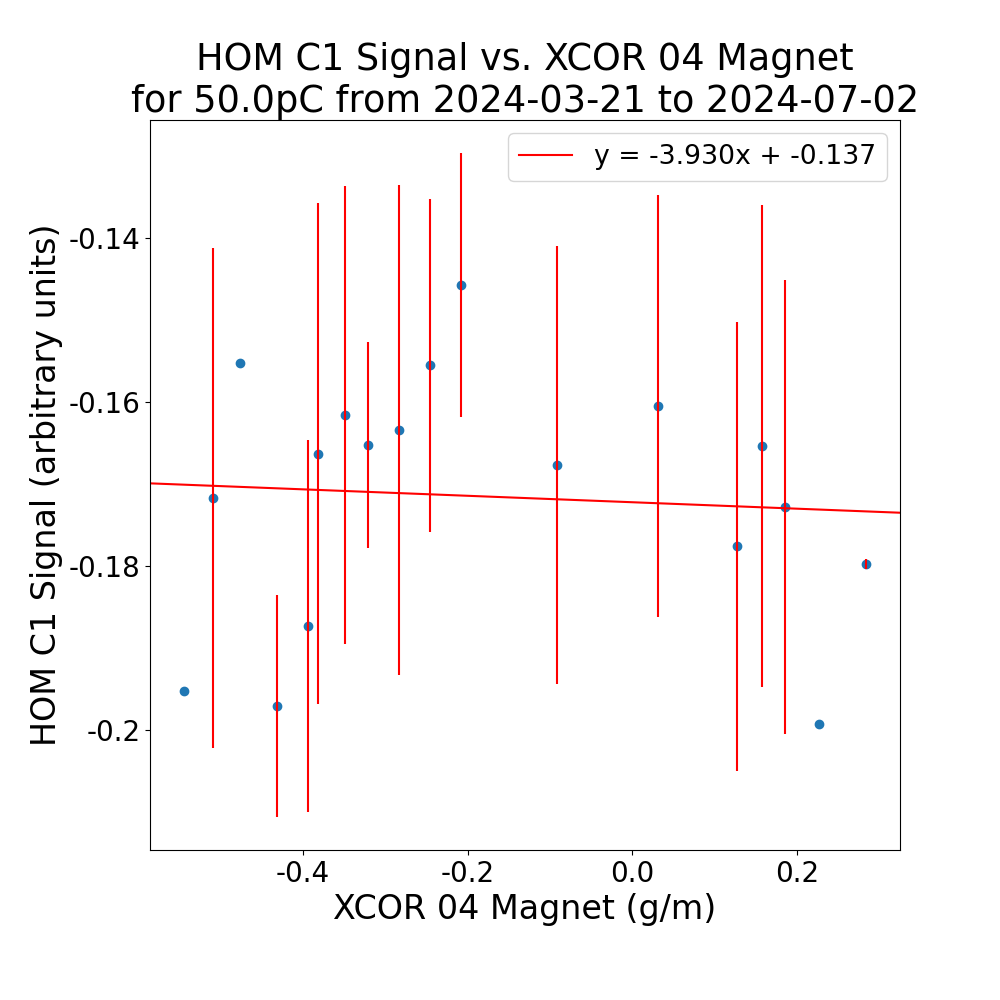 HOM C1 Signal vs. XCOR 04 Magnet
for 50.0pC from 2024-03-21 to 2024-07-02
y = -3.930x + -0.137
HOM C1 Signal (arbitrary units)
-0.14
-0.16
-0.18
-0.2
-0.4
-0.2
0.0
0.2
XCOR 04 Magnet (g/m)